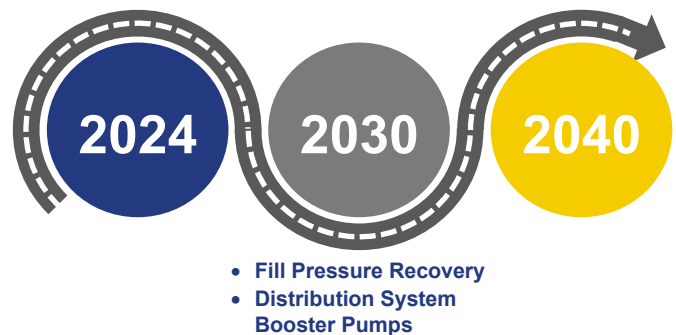 2024 2030 2040
• Fill Pressure Recovery
• Distribution System
Booster Pumps